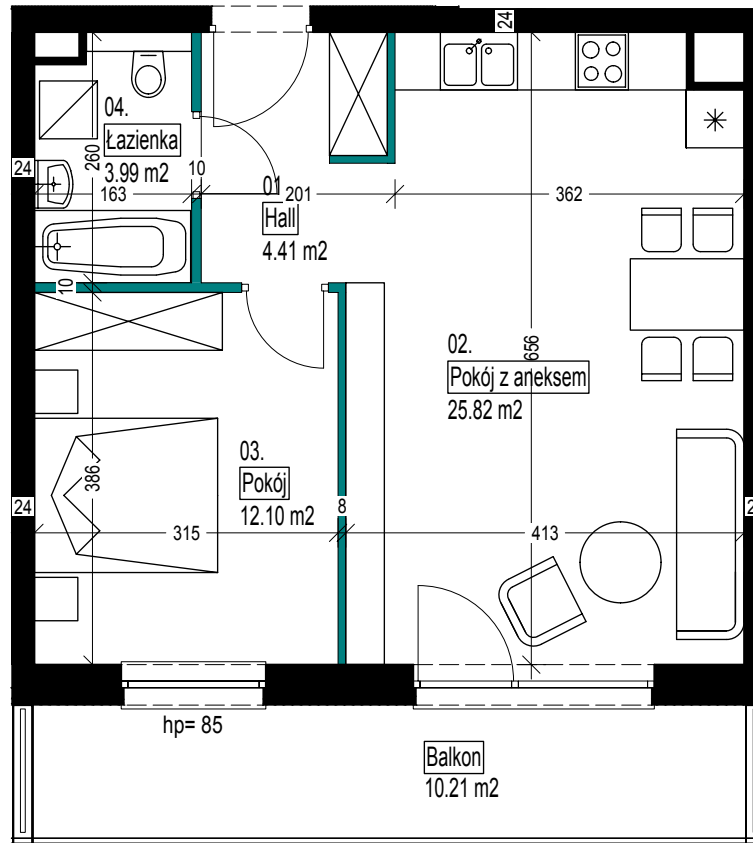 24
04.
Łazienka
3.99 m2
260
24
163
10
01
201
Hall
4.41 m2
362
10
02.
656
Pokój z aneksem
25.82 m2
03.
Pokój
12.10 m2
386
24
8
315
413
hp= 85
Balkon
10.21 m2